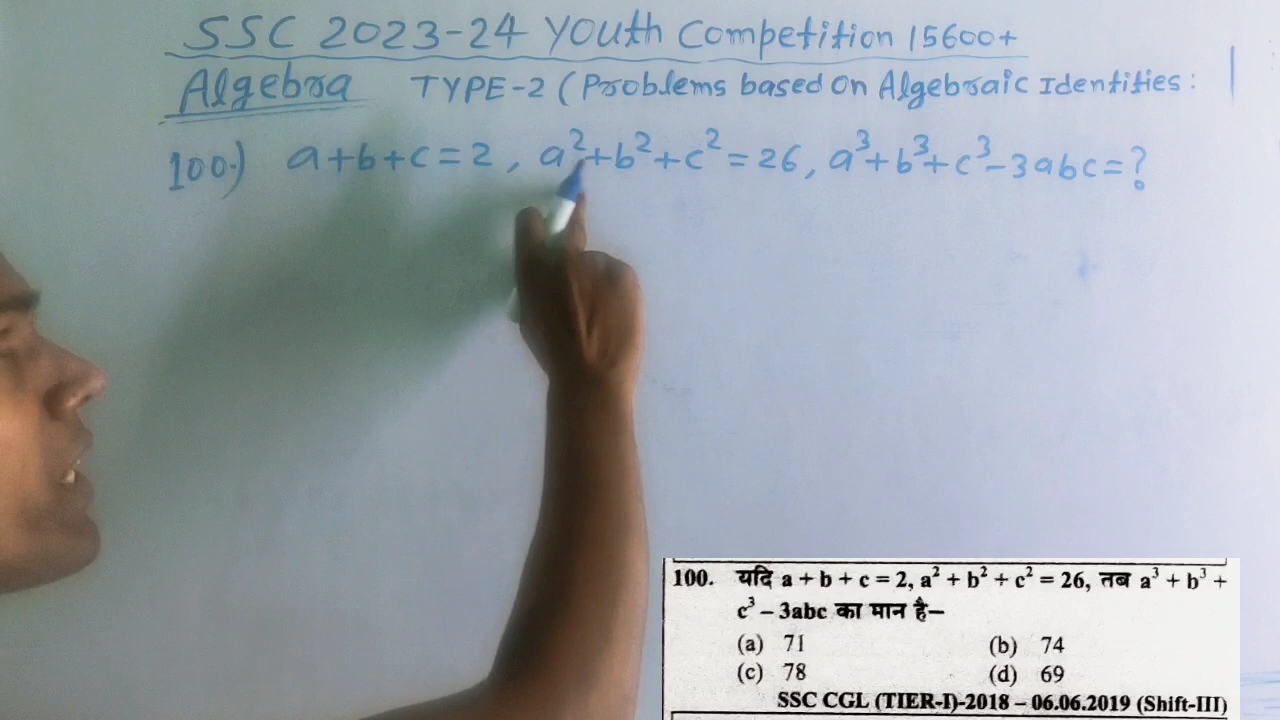 SSC 2023-24 Youth Competition 15600+
Algebra TYPE-2 (Problems based on Algebraic Identities:
100.) a+b+c=2, a²+b²+c²=26, a³+b³+c³-3abc=?
100. यदि a + b + c = 2, a² + b² + c² = 26, तब a³ + b³ +
c³ – 3abc का मान है–
(a) 71 (b) 74
(c) 78 (d) 69
SSC CGL (TIER-I)-2018 – 06.06.2019 (Shift-III)